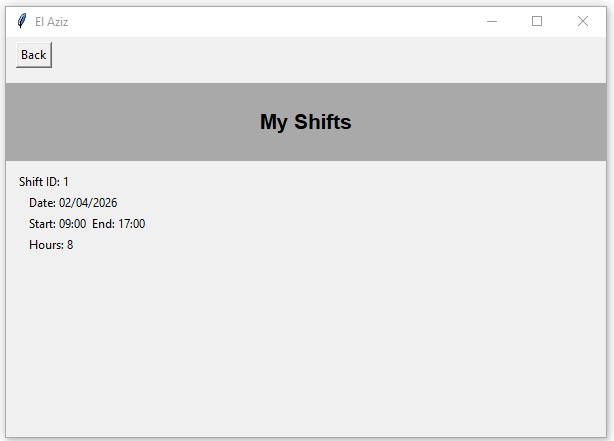 El Aziz
Back
My Shifts
Shift ID: 1
Date: 02/04/2026
Start: 09:00  End: 17:00
Hours: 8